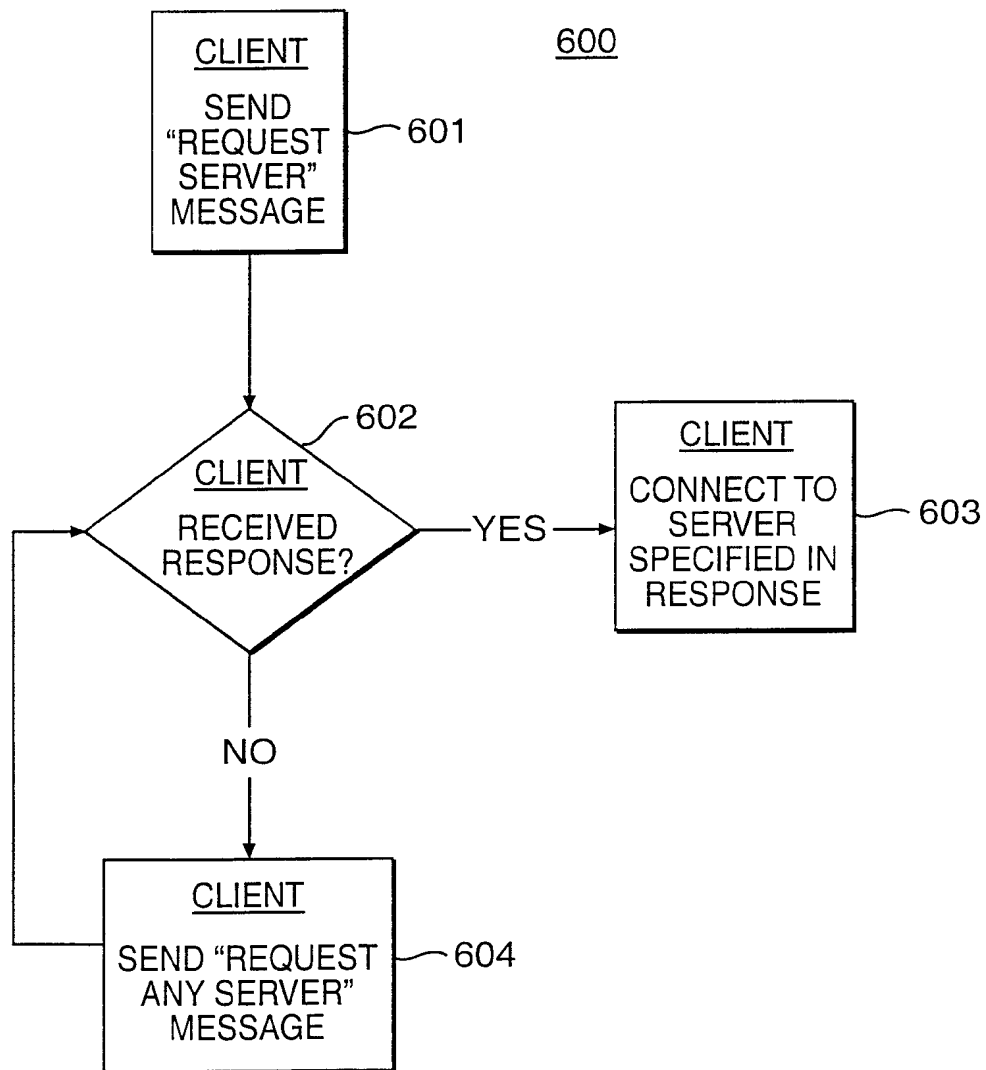 600
CLIENT
SEND
“REQUEST
SERVER”
MESSAGE
601
602
CLIENT
RECEIVED
RESPONSE?
YES
CLIENT
CONNECT TO
SERVER
SPECIFIED IN
RESPONSE
603
NO
CLIENT
SEND “REQUEST
ANY SERVER”
MESSAGE
604